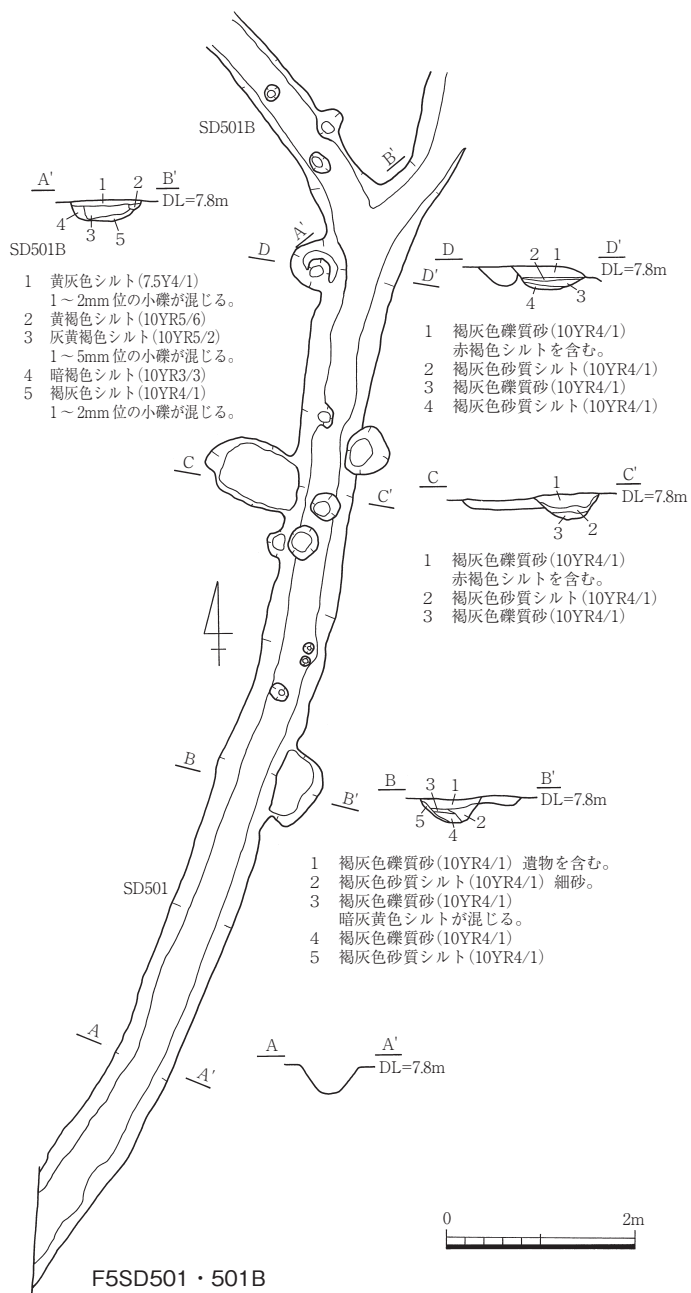 SD501B
B'
A'
D
D'
C
C'
B
B'
SD501
A
A'
A' 1 2 B'
DL=7.8m
4 3 5
SD501B
1 黄灰色シルト(7.5Y4/1)
1〜2mm位の小礫が混じる。
2 黄褐色シルト(10YR5/6)
3 灰黄褐色シルト(10YR5/2)
1〜5mm位の小礫が混じる。
4 暗褐色シルト(10YR3/3)
5 褐灰色シルト(10YR4/1)
1〜2mm位の小礫が混じる。
D 2 1 D'
DL=7.8m
4 3
1 褐灰色礫質砂(10YR4/1)
赤褐色シルトを含む。
2 褐灰色砂質シルト(10YR4/1)
3 褐灰色礫質砂(10YR4/1)
4 褐灰色砂質シルト(10YR4/1)
C 1 C'
DL=7.8m
3 2
1 褐灰色礫質砂(10YR4/1)
赤褐色シルトを含む。
2 褐灰色砂質シルト(10YR4/1)
3 褐灰色礫質砂(10YR4/1)
B 3 1 B'
DL=7.8m
5 4 2
1 褐灰色礫質砂(10YR4/1) 遺物を含む。
2 褐灰色砂質シルト(10YR4/1) 細砂。
3 褐灰色礫質砂(10YR4/1)
暗灰黄色シルトが混じる。
4 褐灰色礫質砂(10YR4/1)
5 褐灰色砂質シルト(10YR4/1)
A A'
DL=7.8m
0 2m
F5SD501・501B